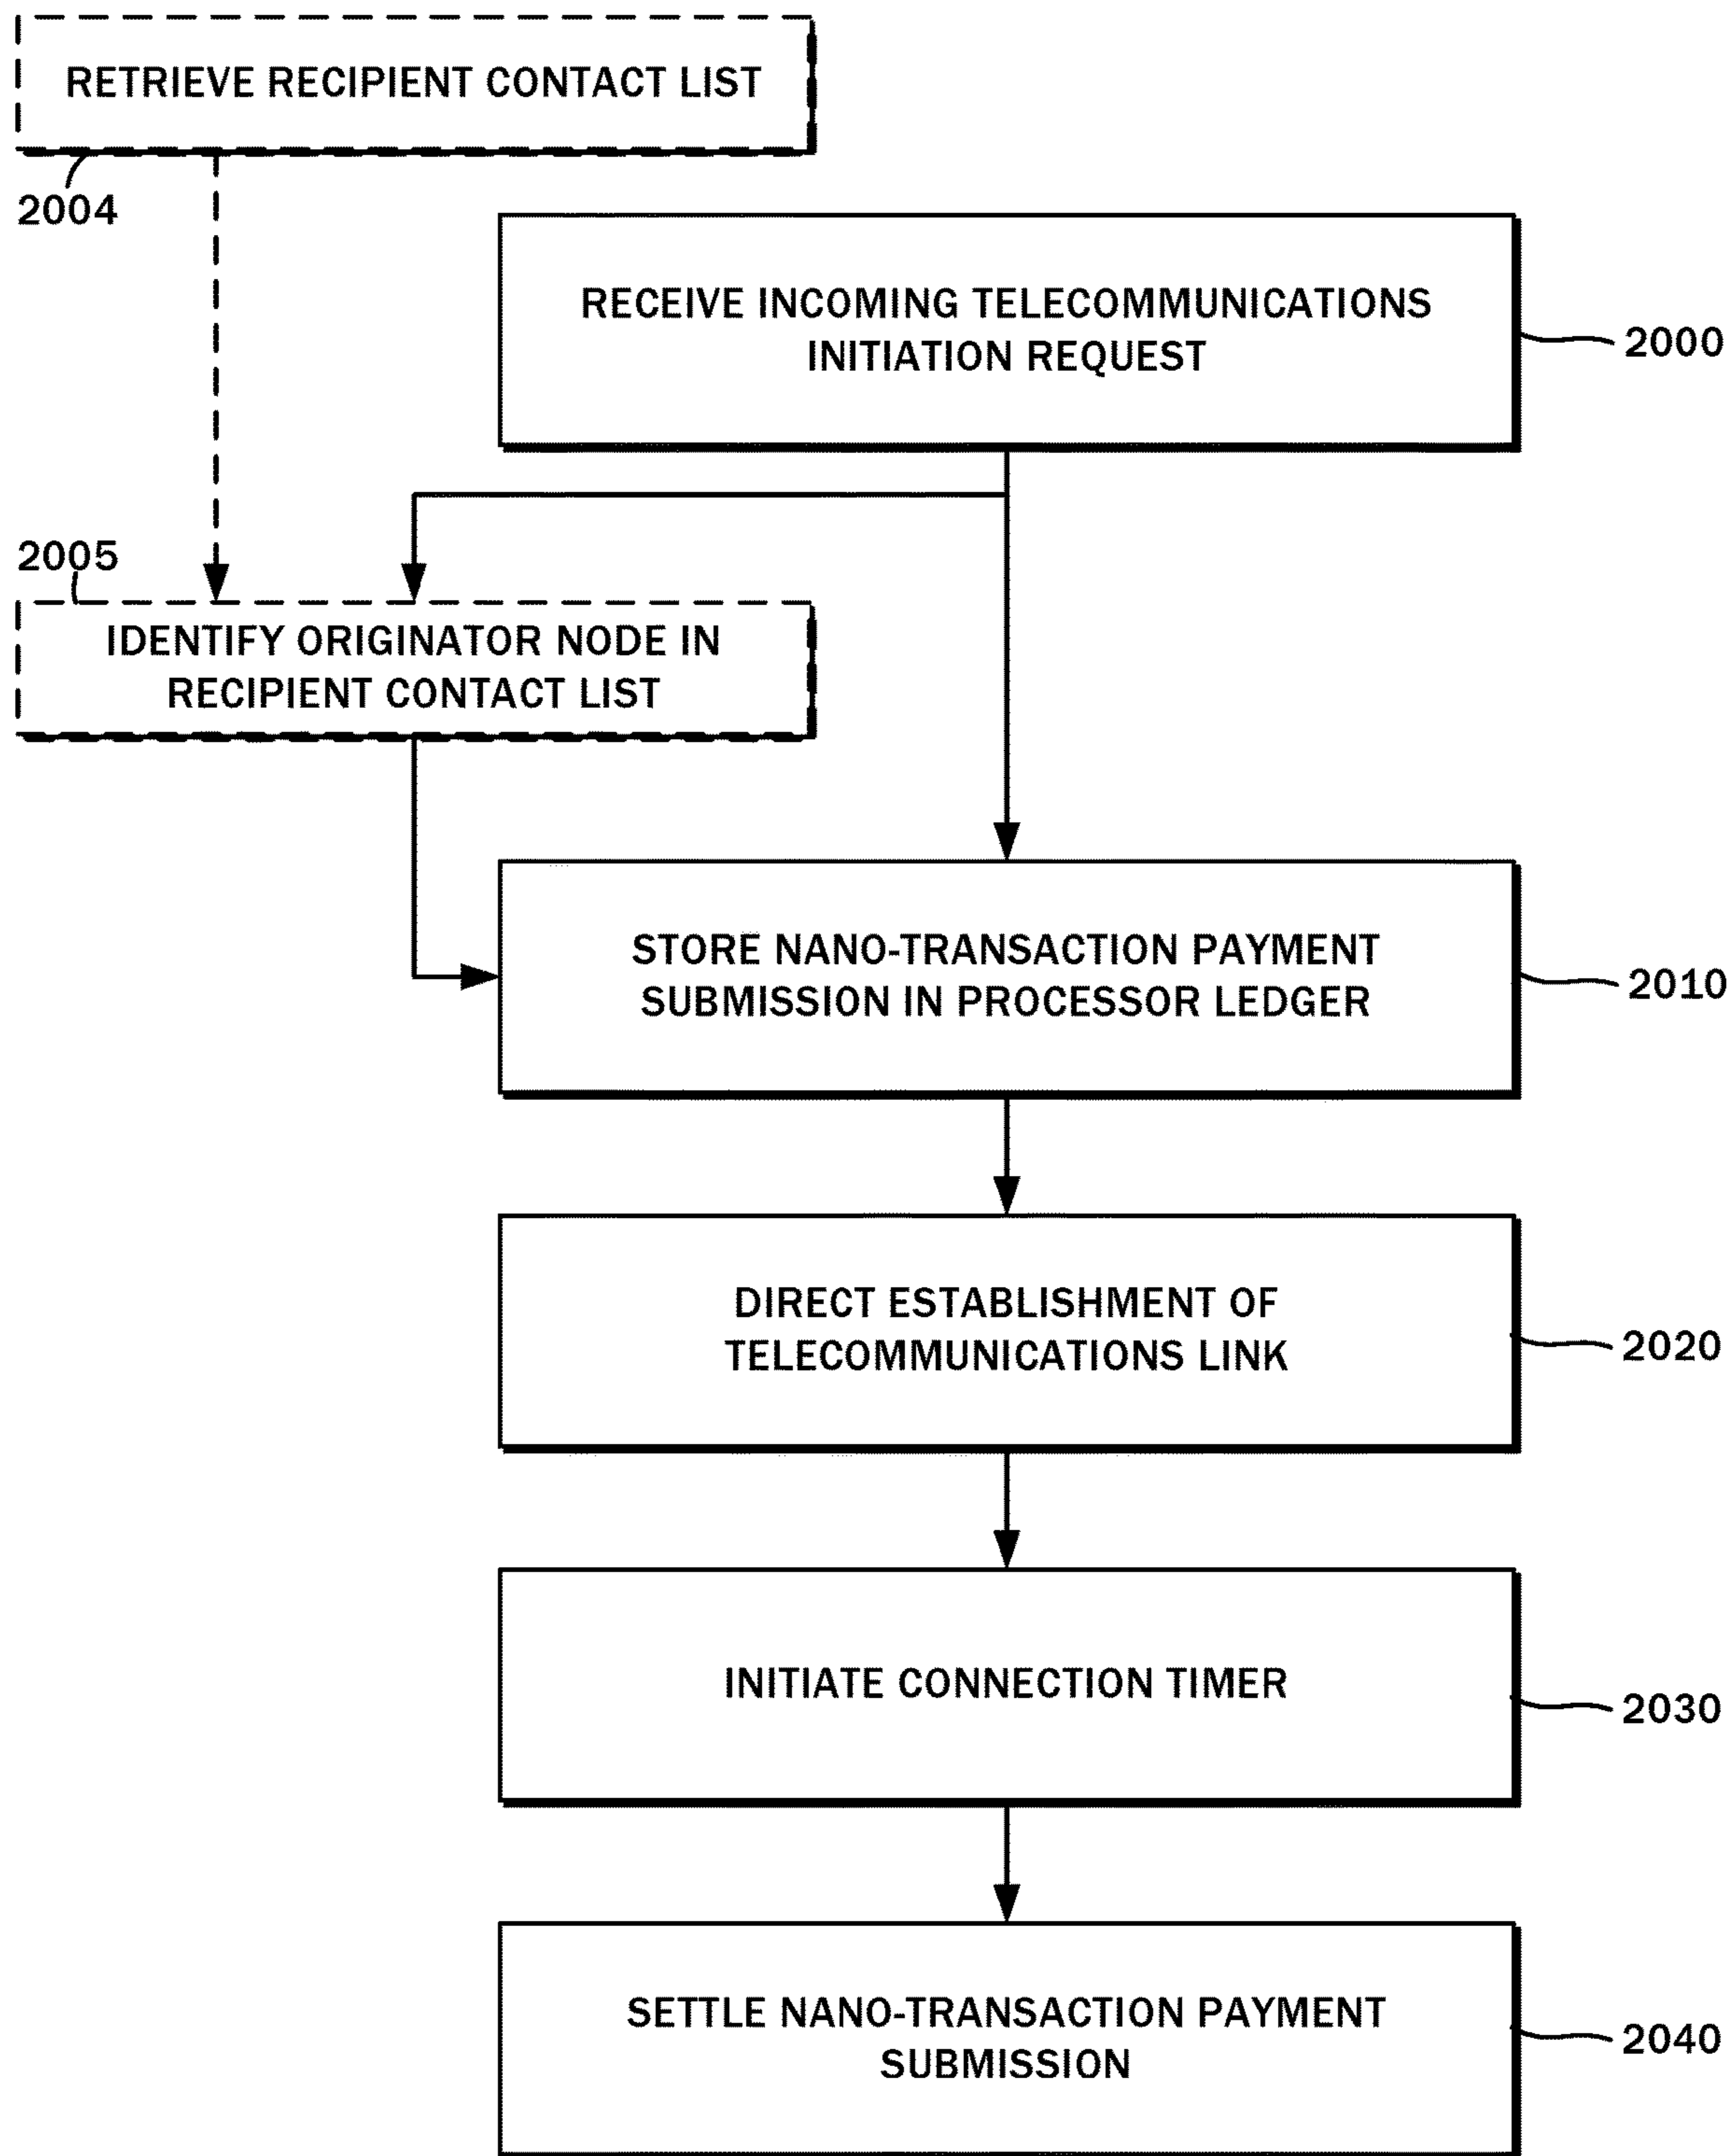 RETRIEVE RECIPIENT CONTACT LIST
2004
RECEIVE INCOMING TELECOMMUNICATIONS
INITIATION REQUEST
2000
2005
IDENTIFY ORIGINATOR NODE IN
RECIPIENT CONTACT LIST
STORE NANO-TRANSACTION PAYMENT
SUBMISSION IN PROCESSOR LEDGER
2010
DIRECT ESTABLISHMENT OF
TELECOMMUNICATIONS LINK
2020
INITIATE CONNECTION TIMER
2030
SETTLE NANO-TRANSACTION PAYMENT
SUBMISSION
2040